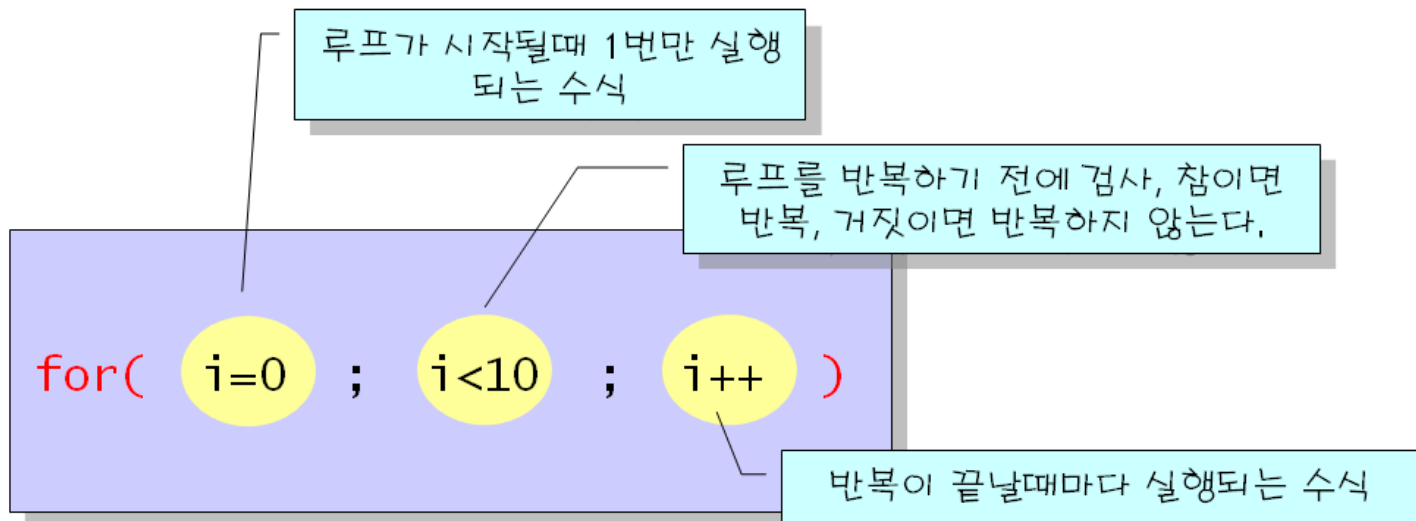 루프가 시작될때 1번만 실행
되는 수식
루프를 반복하기 전에 검사, 참이면
반복, 거짓이면 반복하지 않는다.
for( i=0 ; i<10 ; i++ )
반복이 끝날때마다 실행되는 수식